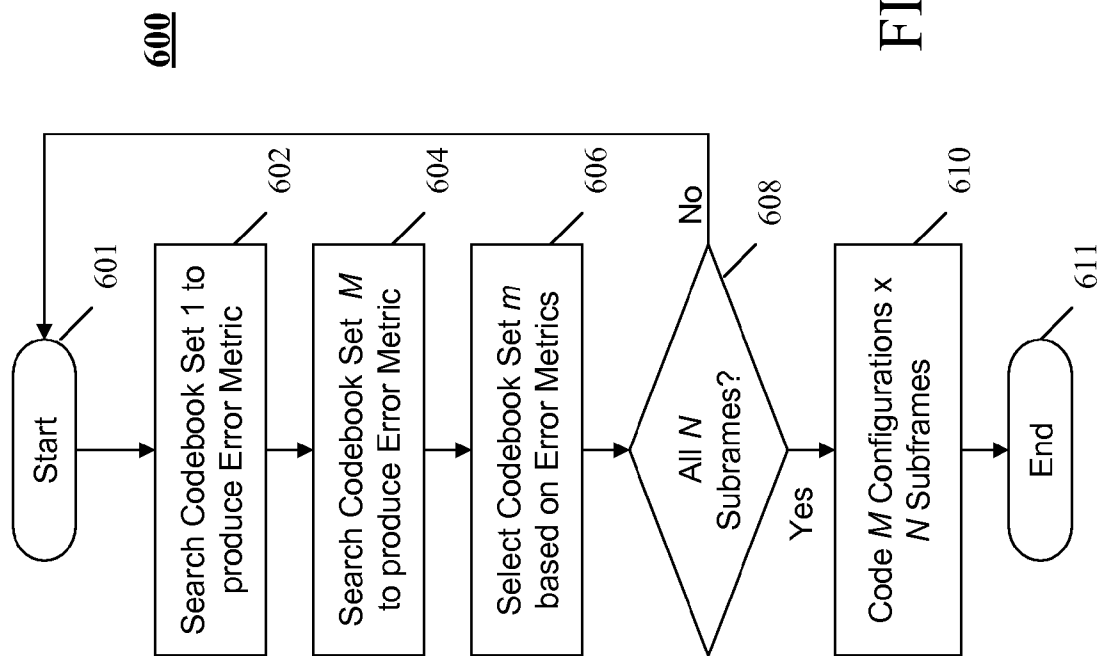 600
Start
601
Search Codebook Set 1 to
produce Error Metric
602
Search Codebook Set M
to produce Error Metric
604
Select Codebook Set m
based on Error Metrics
606
All N
Subrames?
608
No
Yes
Code M Configurations x
N Subframes
610
End
611
FI